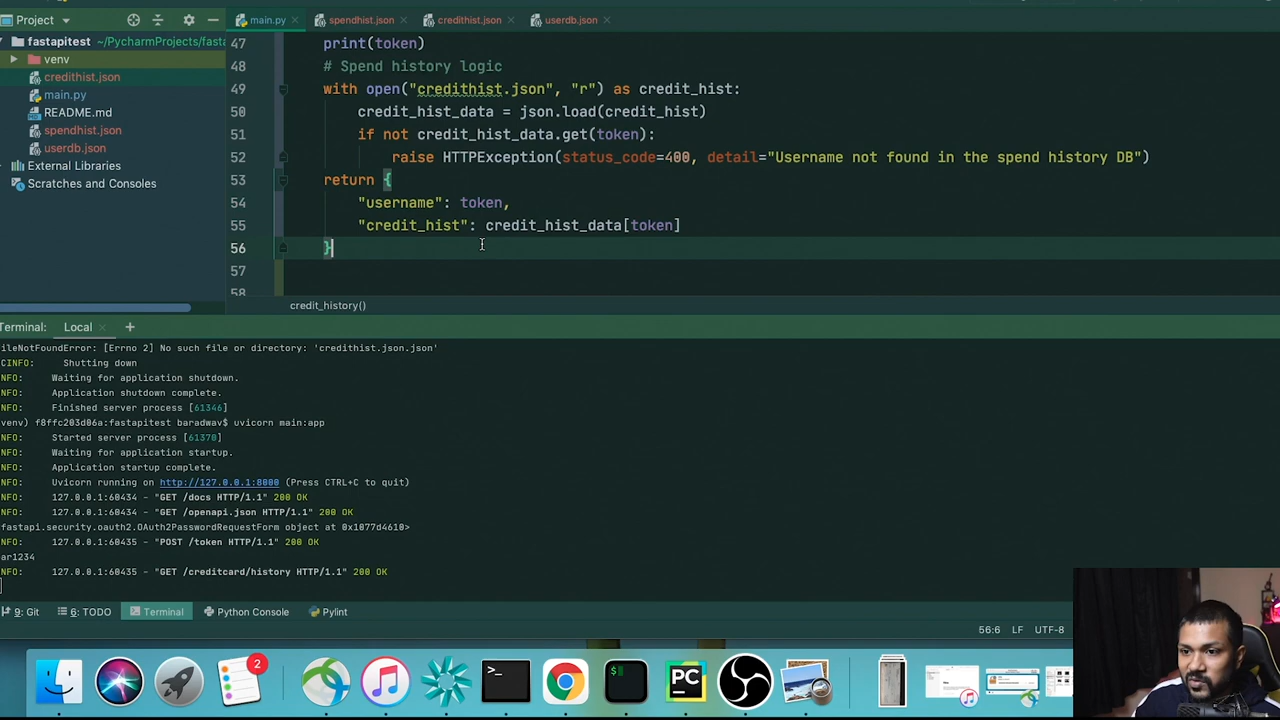 Project
main.py
spendhist.json
credithist.json
userdb.json
fastapitest ~/PycharmProjects/fasta
venv
credithist.json
main.py
README.md
spendhist.json
userdb.json
External Libraries
Scratches and Consoles
47 print(token)
48 # Spend history logic
49 with open("credithist.json", "r") as credit_hist:
50 credit_hist_data = json.load(credit_hist)
51 if not credit_hist_data.get(token):
52 raise HTTPException(status_code=400, detail="Username not found in the spend history DB")
53 return {
54 "username": token,
55 "credit_hist": credit_hist_data[token]
56 }
57
58
credit_history()
Terminal: Local +
ileNotFoundError: [Errno 2] No such file or directory: 'credithist.json.json'
CINFO: Shutting down
NFO: Waiting for application shutdown.
NFO: Application shutdown complete.
NFO: Finished server process [61346]
venv) f8ffc203d06a:fastapitest baradwav$ uvicorn main:app
NFO: Started server process [61370]
NFO: Waiting for application startup.
NFO: Application startup complete.
NFO: Uvicorn running on http://127.0.0.1:8000 (Press CTRL+C to quit)
NFO: 127.0.0.1:60434 - "GET /docs HTTP/1.1" 200 OK
NFO: 127.0.0.1:60434 - "GET /openapi.json HTTP/1.1" 200 OK
fastapi.security.oauth2.OAuth2PasswordRequestForm object at 0x1077d4610>
NFO: 127.0.0.1:60435 - "POST /token HTTP/1.1" 200 OK
ar1234
NFO: 127.0.0.1:60435 - "GET /creditcard/history HTTP/1.1" 200 OK
9: Git
6: TODO
Terminal
Python Console
Pylint
56:6 LF UTF-8
2
PC